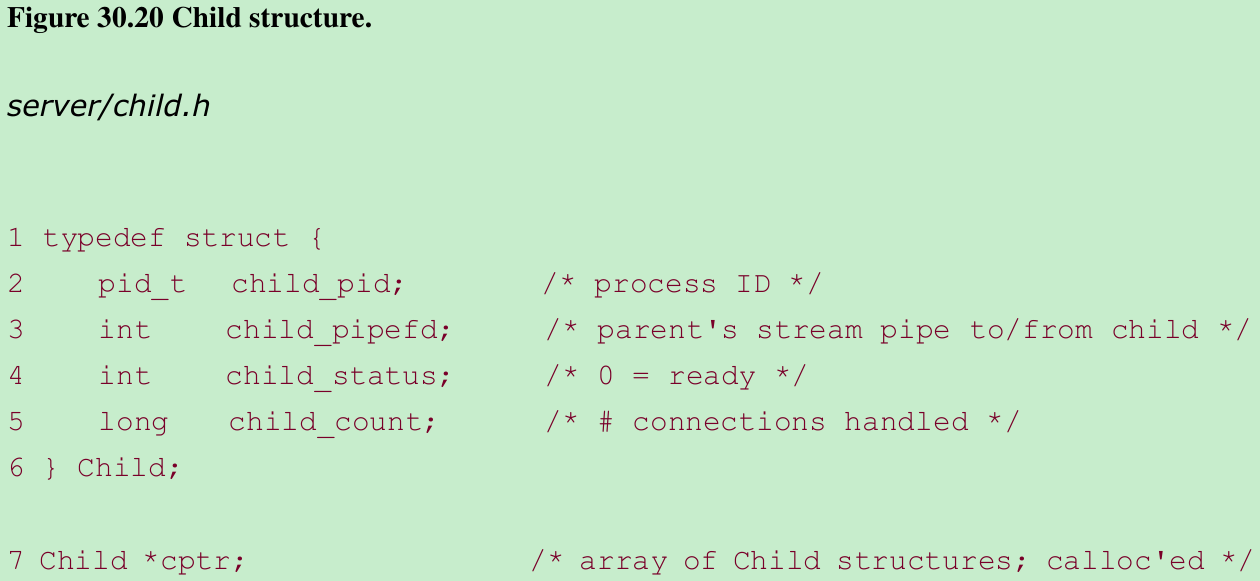 Figure 30.20 Child structure.
server/child.h
1 typedef struct {
2    pid_t  child_pid;       /* process ID */
3    int    child_pipefd;    /* parent's stream pipe to/from child */
4    int    child_status;    /* 0 = ready */
5    long   child_count;     /* # connections handled */
6 } Child;
7 Child *cptr;               /* array of Child structures; calloc'ed */